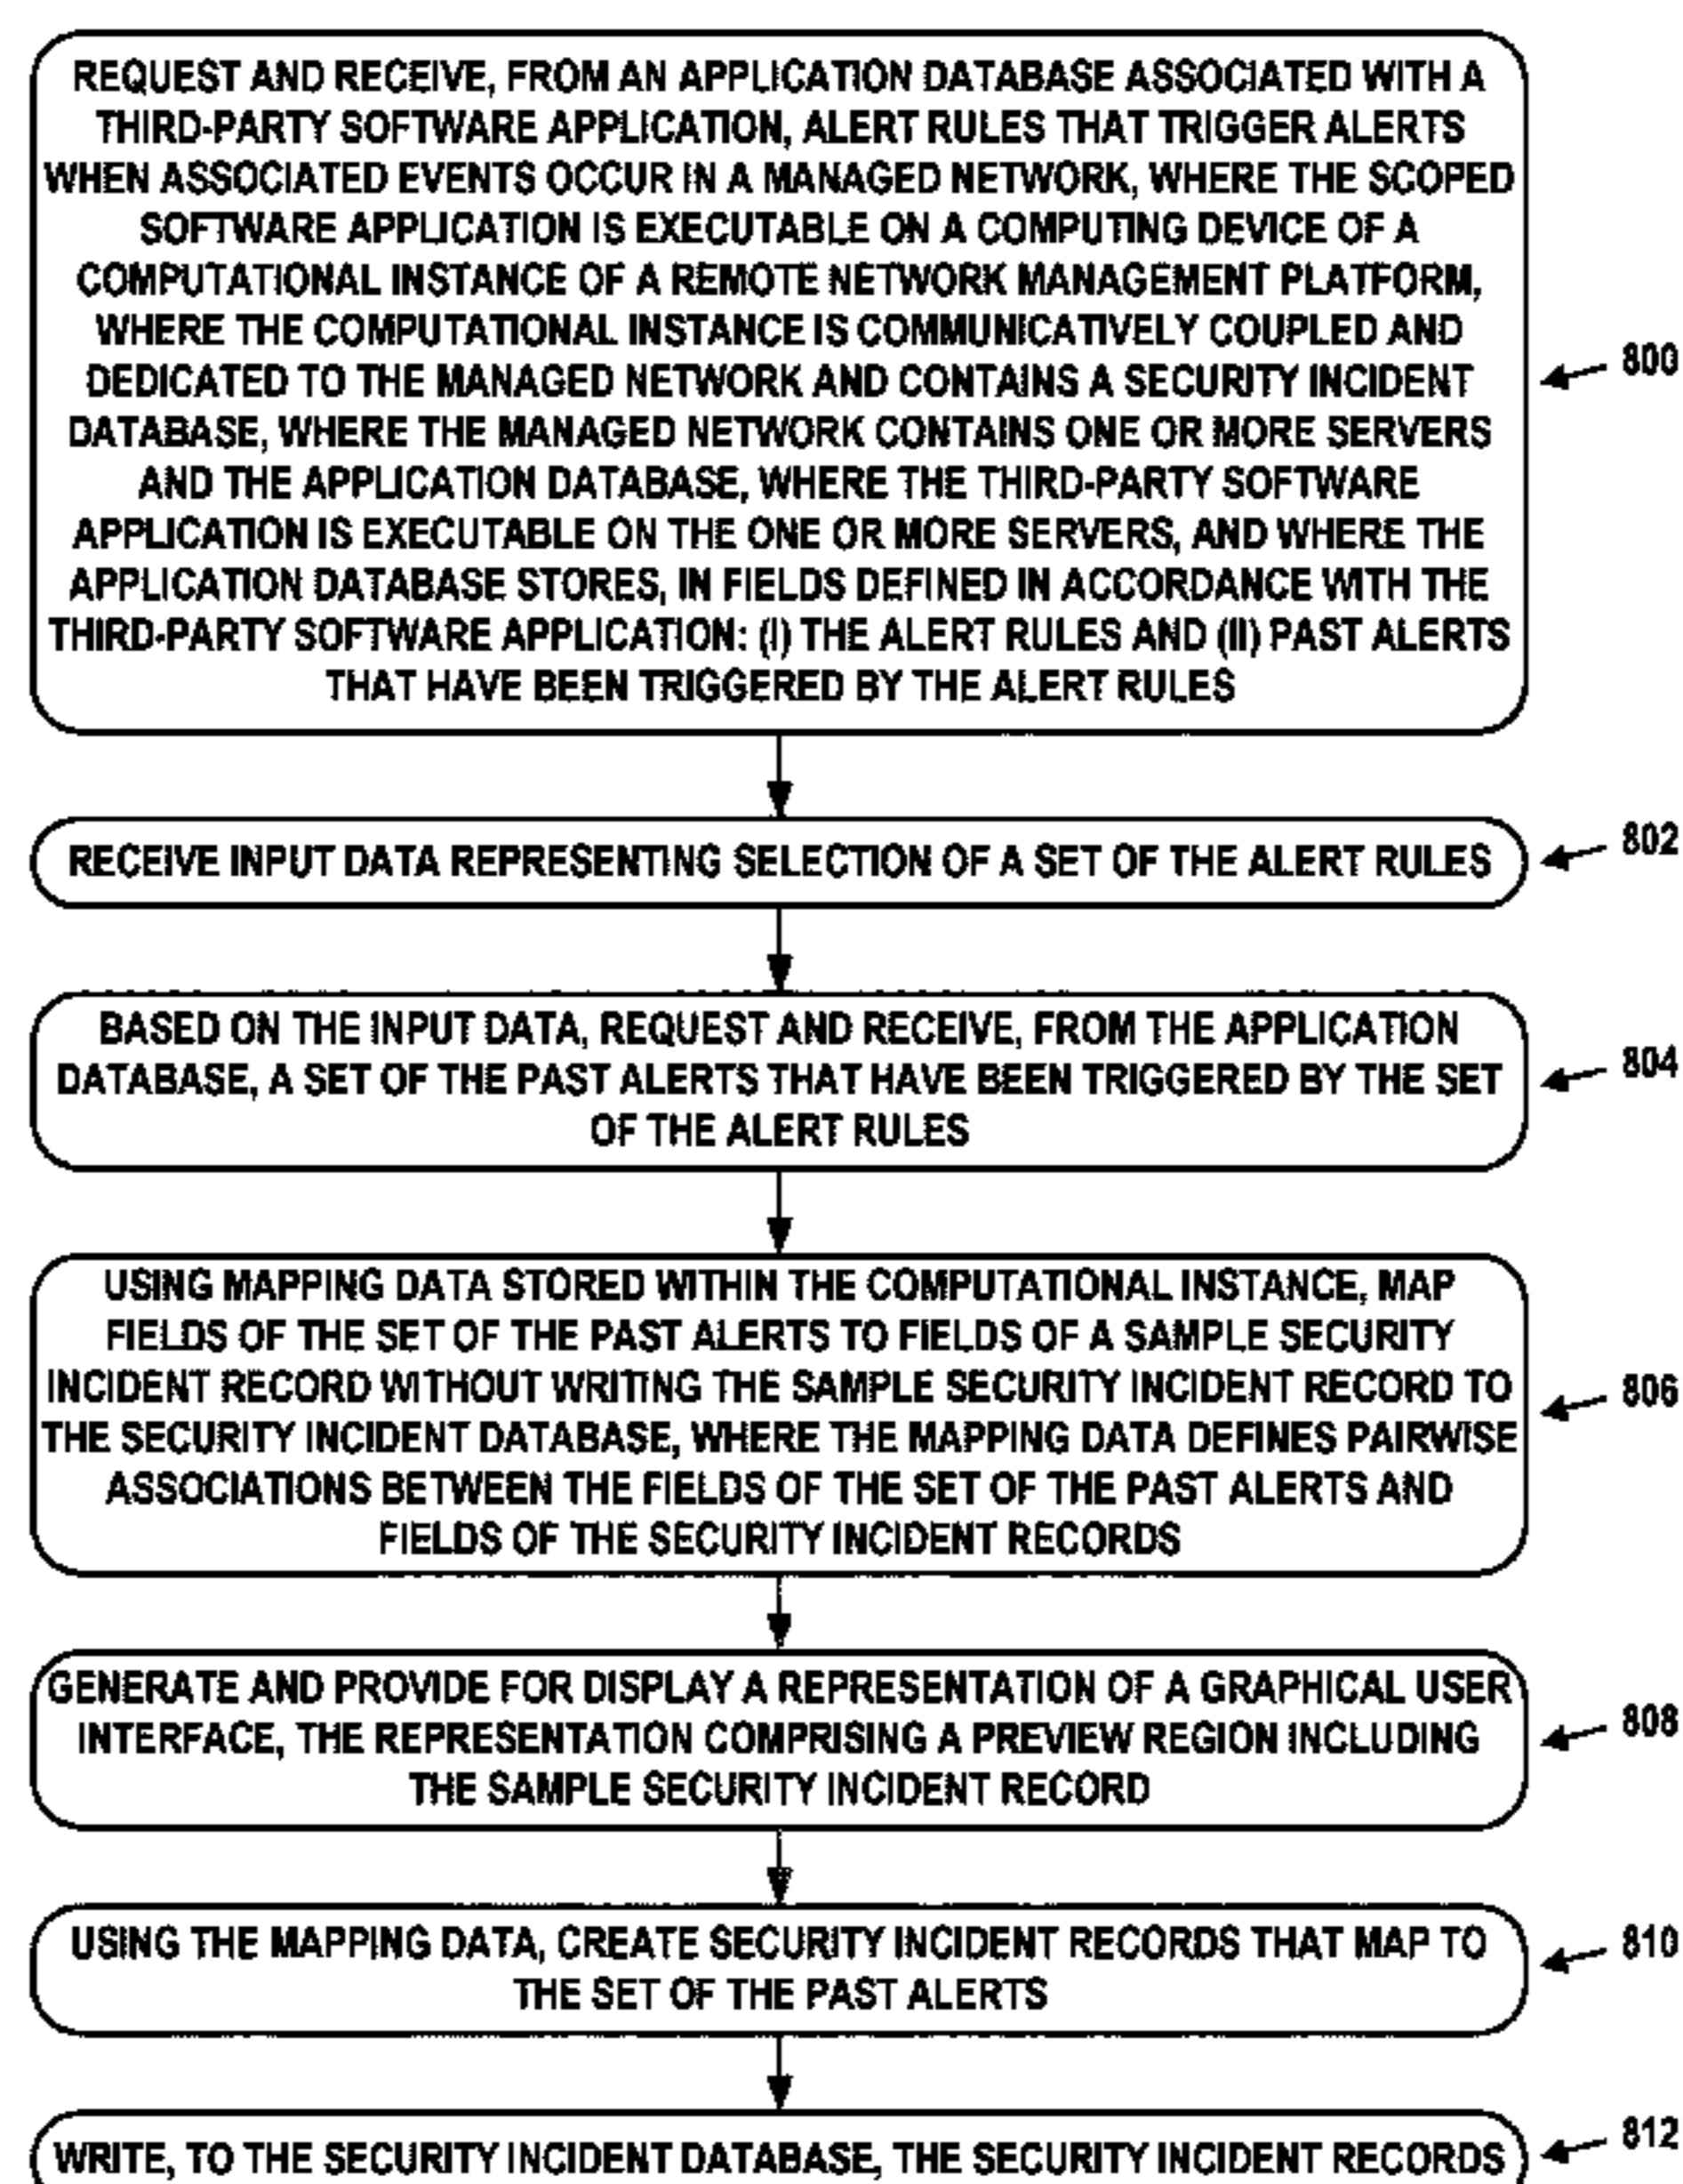 REQUEST AND RECEIVE, FROM AN APPLICATION DATABASE ASSOCIATED WITH A
THIRD-PARTY SOFTWARE APPLICATION, ALERT RULES THAT TRIGGER ALERTS
WHEN ASSOCIATED EVENTS OCCUR IN A MANAGED NETWORK, WHERE THE SCOPED
SOFTWARE APPLICATION IS EXECUTABLE ON A COMPUTING DEVICE OF A
COMPUTATIONAL INSTANCE OF A REMOTE NETWORK MANAGEMENT PLATFORM,
WHERE THE COMPUTATIONAL INSTANCE IS COMMUNICATIVELY COUPLED AND
DEDICATED TO THE MANAGED NETWORK AND CONTAINS A SECURITY INCIDENT
DATABASE, WHERE THE MANAGED NETWORK CONTAINS ONE OR MORE SERVERS
AND THE APPLICATION DATABASE, WHERE THE THIRD-PARTY SOFTWARE
APPLICATION IS EXECUTABLE ON THE ONE OR MORE SERVERS, AND WHERE THE
APPLICATION DATABASE STORES, IN FIELDS DEFINED IN ACCORDANCE WITH THE
THIRD-PARTY SOFTWARE APPLICATION: (I) THE ALERT RULES AND (II) PAST ALERTS
THAT HAVE BEEN TRIGGERED BY THE ALERT RULES
800
RECEIVE INPUT DATA REPRESENTING SELECTION OF A SET OF THE ALERT RULES
802
BASED ON THE INPUT DATA, REQUEST AND RECEIVE, FROM THE APPLICATION
DATABASE, A SET OF THE PAST ALERTS THAT HAVE BEEN TRIGGERED BY THE SET
OF THE ALERT RULES
804
USING MAPPING DATA STORED WITHIN THE COMPUTATIONAL INSTANCE, MAP
FIELDS OF THE SET OF THE PAST ALERTS TO FIELDS OF A SAMPLE SECURITY
INCIDENT RECORD WITHOUT WRITING THE SAMPLE SECURITY INCIDENT RECORD TO
THE SECURITY INCIDENT DATABASE, WHERE THE MAPPING DATA DEFINES PAIRWISE
ASSOCIATIONS BETWEEN THE FIELDS OF THE SET OF THE PAST ALERTS AND
FIELDS OF THE SECURITY INCIDENT RECORDS
806
GENERATE AND PROVIDE FOR DISPLAY A REPRESENTATION OF A GRAPHICAL USER
INTERFACE, THE REPRESENTATION COMPRISING A PREVIEW REGION INCLUDING
THE SAMPLE SECURITY INCIDENT RECORD
808
USING THE MAPPING DATA, CREATE SECURITY INCIDENT RECORDS THAT MAP TO
THE SET OF THE PAST ALERTS
810
WRITE, TO THE SECURITY INCIDENT DATABASE, THE SECURITY INCIDENT RECORDS
812